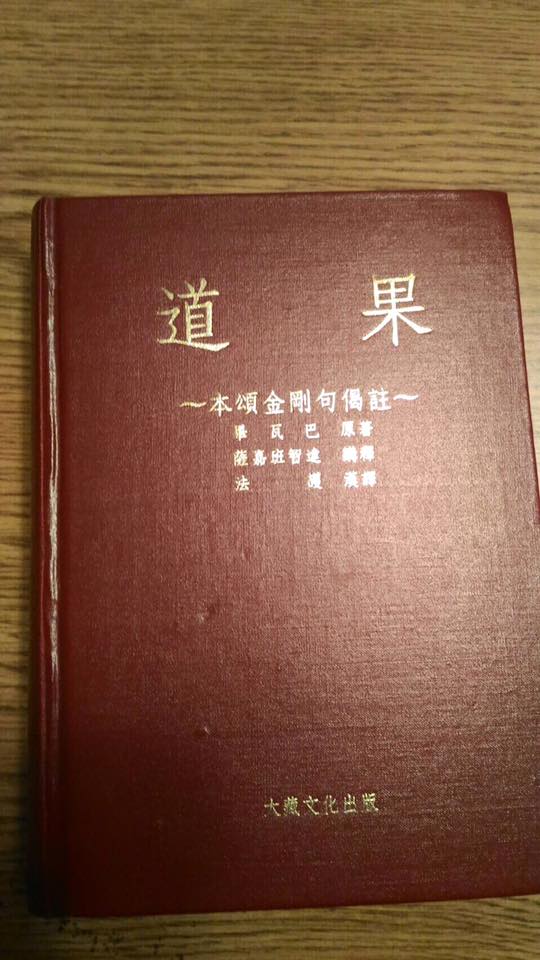 道 果
～本頌金剛句偈註～
畢 瓦 巴 原著
薩嘉班智達 講釋
法 護 漢譯
大藏文化出版